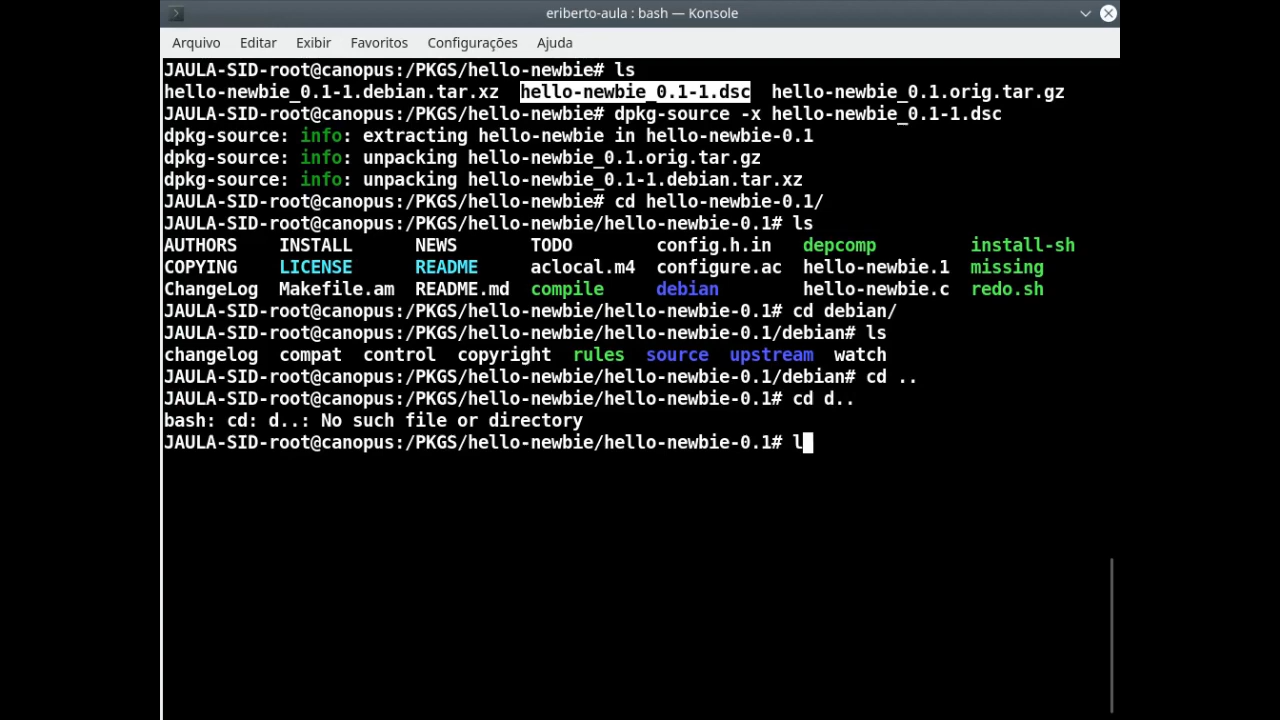 eriberto-aula : bash — Konsole
Arquivo Editar Exibir Favoritos Configurações Ajuda
JAULA-SID-root@canopus:/PKGS/hello-newbie# ls
hello-newbie_0.1-1.debian.tar.xz hello-newbie_0.1-1.dsc hello-newbie_0.1.orig.tar.gz
JAULA-SID-root@canopus:/PKGS/hello-newbie# dpkg-source -x hello-newbie_0.1-1.dsc
dpkg-source: info: extracting hello-newbie in hello-newbie-0.1
dpkg-source: info: unpacking hello-newbie_0.1.orig.tar.gz
dpkg-source: info: unpacking hello-newbie_0.1-1.debian.tar.xz
JAULA-SID-root@canopus:/PKGS/hello-newbie# cd hello-newbie-0.1/
JAULA-SID-root@canopus:/PKGS/hello-newbie/hello-newbie-0.1# ls
AUTHORS INSTALL NEWS TODO config.h.in depcomp install-sh
COPYING LICENSE README aclocal.m4 configure.ac hello-newbie.1 missing
ChangeLog Makefile.am README.md compile debian hello-newbie.c redo.sh
JAULA-SID-root@canopus:/PKGS/hello-newbie/hello-newbie-0.1# cd debian/
JAULA-SID-root@canopus:/PKGS/hello-newbie/hello-newbie-0.1/debian# ls
changelog compat control copyright rules source upstream watch
JAULA-SID-root@canopus:/PKGS/hello-newbie/hello-newbie-0.1/debian# cd ..
JAULA-SID-root@canopus:/PKGS/hello-newbie/hello-newbie-0.1# cd d..
bash: cd: d..: No such file or directory
JAULA-SID-root@canopus:/PKGS/hello-newbie/hello-newbie-0.1# l